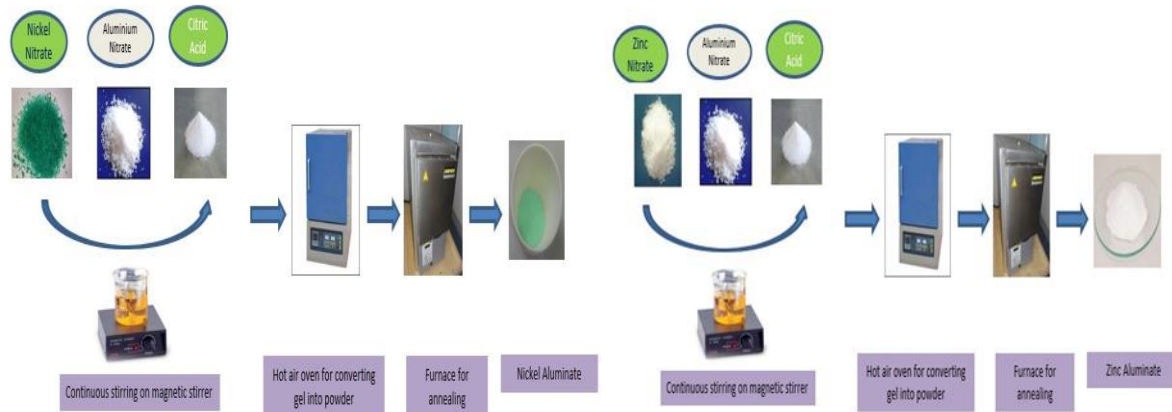 Nickel
Nitrate
Aluminium
Nitrate
Citric
Acid
Continuous stirring on magnetic stirrer
Hot air oven for converting
gel into powder
Furnace for
annealing
Nickel Aluminate
Zinc
Nitrate
Aluminium
Nitrate
Citric
Acid
Continuous stirring on magnetic stirrer
Hot air oven for converting
gel into powder
Furnace for
annealing
Zinc Aluminate